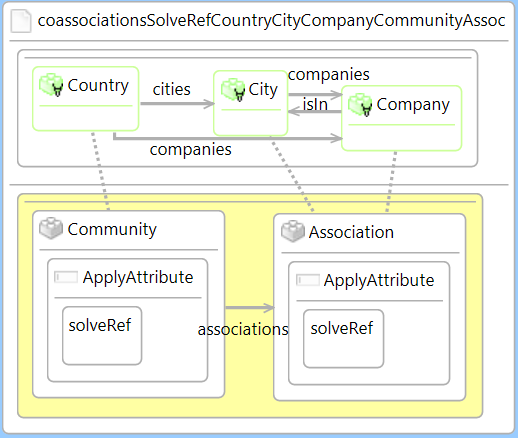 coassociationsSolveRefCountryCityCompanyCommunityAssoc
Country
cities
City
companies
isIn
Company
companies
Community
Association
ApplyAttribute
ApplyAttribute
solveRef
solveRef
associations